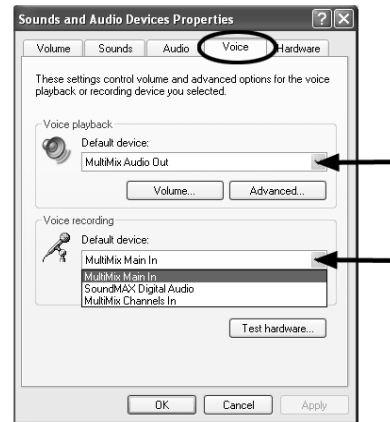 Sounds and Audio Devices Properties
Volume Sounds Audio Voice Hardware
These settings control volume and advanced options for the voice
playback or recording device you selected.
Voice playback
Default device:
MultiMix Audio Out
Volume... Advanced...
Voice recording
Default device:
MultiMix Main In
MultiMix Main In
SoundMAX Digital Audio
MultiMix Channels In
Test hardware...
OK Cancel Apply